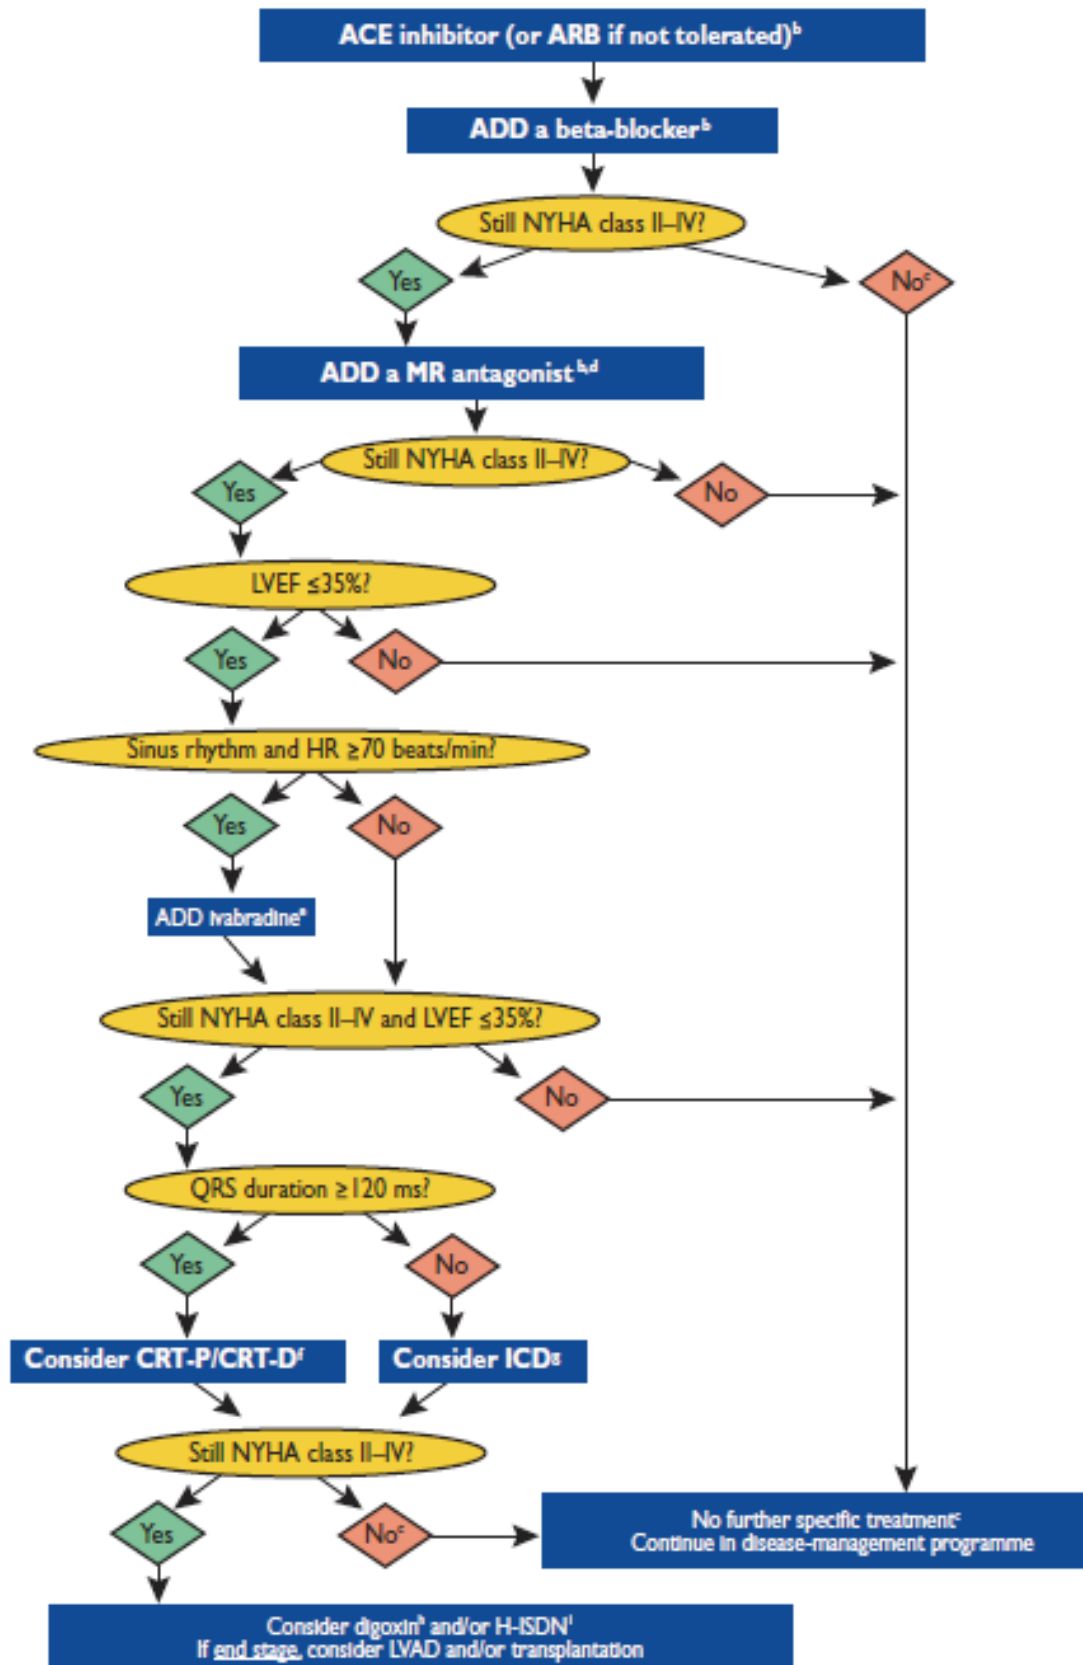 ACE inhibitor (or ARB if not tolerated)ᵇ
ADD a beta-blockerᵇ
Still NYHA class II–IV?
Yes
Noᶜ
ADD a MR antagonistᵇ,ᵈ
Still NYHA class II–IV?
Yes
No
LVEF ≤35%?
Yes
No
Sinus rhythm and HR ≥70 beats/min?
Yes
No
ADD ivabradineᵉ
Still NYHA class II–IV and LVEF ≤35%?
Yes
No
QRS duration ≥120 ms?
Yes
No
Consider CRT-P/CRT-Dᶠ
Consider ICDᵍ
Still NYHA class II–IV?
Yes
Noᶜ
No further specific treatmentᶜ
Continue in disease-management programme
Consider digoxinʰ and/or H-ISDNⁱ
If end stage, consider LVAD and/or transplantation